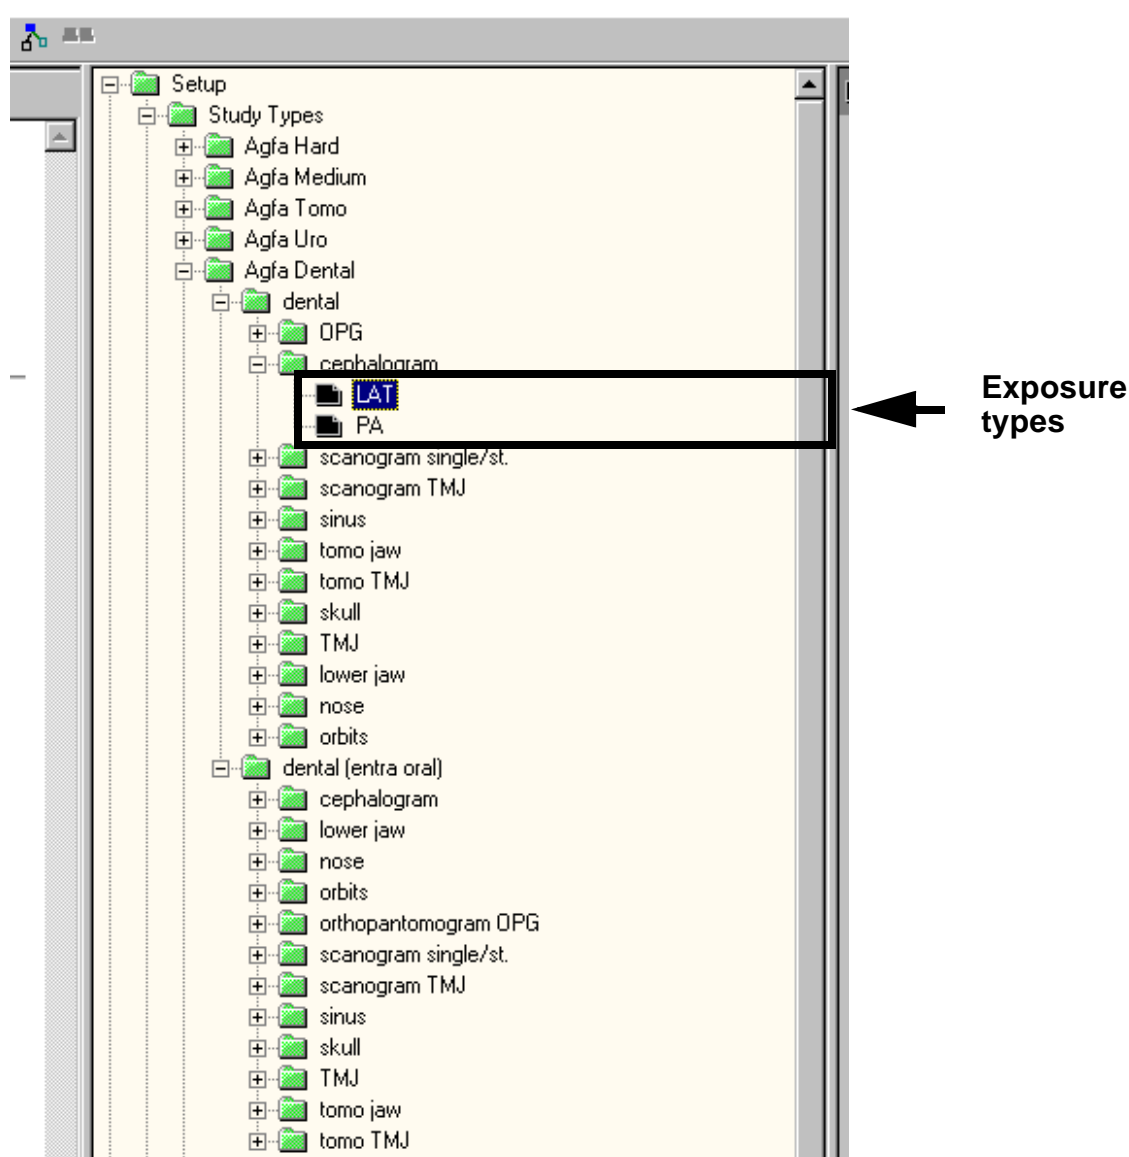 Setup
Study Types
Agfa Hard
Agfa Medium
Agfa Tomo
Agfa Uro
Agfa Dental
dental
OPG
cephalogram
LAT
PA
Exposure
types
scanogram single/st.
scanogram TMJ
sinus
tomo jaw
tomo TMJ
skull
TMJ
lower jaw
nose
orbits
dental (entra oral)
cephalogram
lower jaw
nose
orbits
orthopantomogram OPG
scanogram single/st.
scanogram TMJ
sinus
skull
TMJ
tomo jaw
tomo TMJ